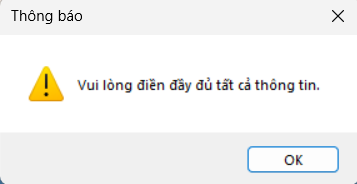 Thông báo
Vui lòng điền đầy đủ tất cả thông tin.
OK